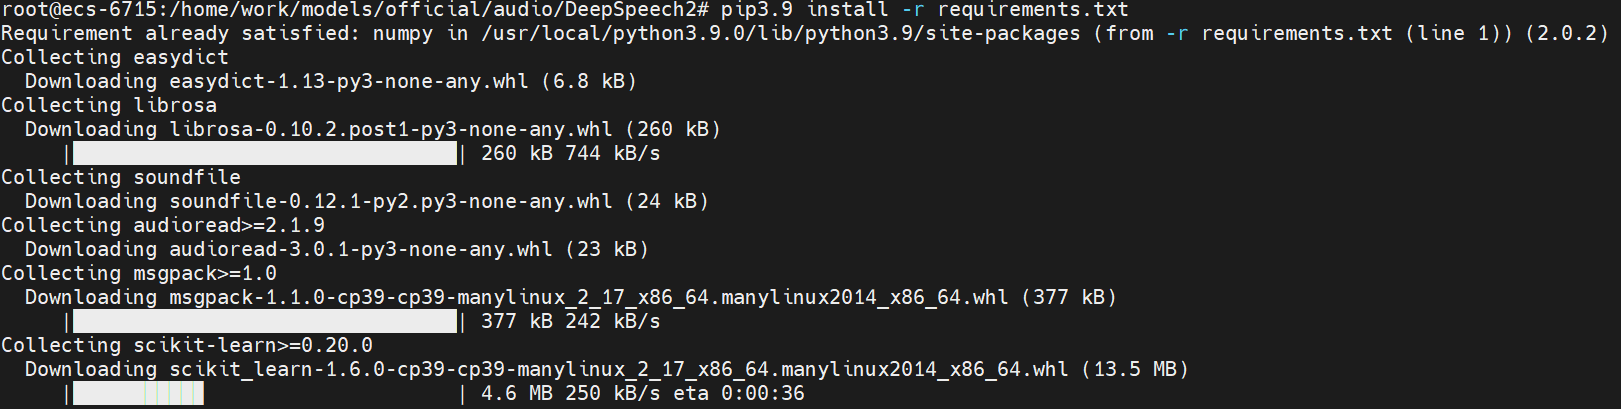 root@ecs-6715:/home/work/models/official/audio/DeepSpeech2# pip3.9 install -r requirements.txt
Requirement already satisfied: numpy in /usr/local/python3.9.0/lib/python3.9/site-packages (from -r requirements.txt (line 1)) (2.0.2)
Collecting easydict
  Downloading easydict-1.13-py3-none-any.whl (6.8 kB)
Collecting librosa
  Downloading librosa-0.10.2.post1-py3-none-any.whl (260 kB)
     |████████████████████████████████| 260 kB 744 kB/s
Collecting soundfile
  Downloading soundfile-0.12.1-py2.py3-none-any.whl (24 kB)
Collecting audioread>=2.1.9
  Downloading audioread-3.0.1-py3-none-any.whl (23 kB)
Collecting msgpack>=1.0
  Downloading msgpack-1.1.0-cp39-cp39-manylinux_2_17_x86_64.manylinux2014_x86_64.whl (377 kB)
     |████████████████████████████████| 377 kB 242 kB/s
Collecting scikit-learn>=0.20.0
  Downloading scikit_learn-1.6.0-cp39-cp39-manylinux_2_17_x86_64.manylinux2014_x86_64.whl (13.5 MB)
     |███████████                     | 4.6 MB 250 kB/s eta 0:00:36